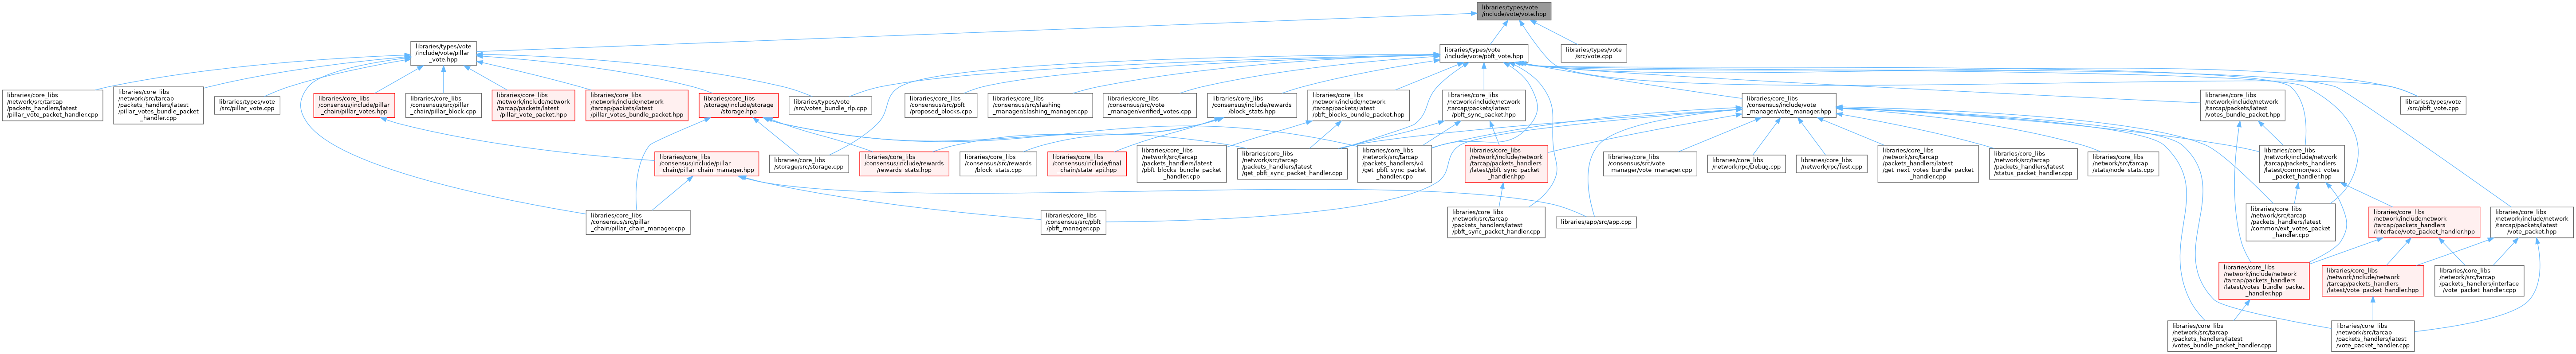 libraries/types/vote
/include/vote/vote.hpp
libraries/types/vote
/include/vote/pillar
_vote.hpp
libraries/types/vote
/include/vote/pbft_vote.hpp
libraries/types/vote
/src/vote.cpp
libraries/core_libs
/network/src/tarcap
/packets_handlers/latest
/pillar_vote_packet_handler.cpp
libraries/core_libs
/network/src/tarcap
/packets_handlers/latest
/pillar_votes_bundle_packet
_handler.cpp
libraries/types/vote
/src/pillar_vote.cpp
libraries/core_libs
/consensus/include/pillar
_chain/pillar_votes.hpp
libraries/core_libs
/consensus/src/pillar
_chain/pillar_block.cpp
libraries/core_libs
/network/include/network
/tarcap/packets/latest
/pillar_vote_packet.hpp
libraries/core_libs
/network/include/network
/tarcap/packets/latest
/pillar_votes_bundle_packet.hpp
libraries/core_libs
/storage/include/storage
/storage.hpp
libraries/types/vote
/src/votes_bundle_rlp.cpp
libraries/core_libs
/consensus/src/pbft
/proposed_blocks.cpp
libraries/core_libs
/consensus/src/slashing
_manager/slashing_manager.cpp
libraries/core_libs
/consensus/src/vote
_manager/verified_votes.cpp
libraries/core_libs
/consensus/include/rewards
/block_stats.hpp
libraries/core_libs
/network/include/network
/tarcap/packets/latest
/pbft_blocks_bundle_packet.hpp
libraries/core_libs
/network/include/network
/tarcap/packets/latest
/pbft_sync_packet.hpp
libraries/core_libs
/consensus/include/vote
_manager/vote_manager.hpp
libraries/core_libs
/network/include/network
/tarcap/packets/latest
/votes_bundle_packet.hpp
libraries/types/vote
/src/pbft_vote.cpp
libraries/core_libs
/consensus/include/pillar
_chain/pillar_chain_manager.hpp
libraries/core_libs
/storage/src/storage.cpp
libraries/core_libs
/consensus/include/rewards
/rewards_stats.hpp
libraries/core_libs
/consensus/src/rewards
/block_stats.cpp
libraries/core_libs
/consensus/include/final
_chain/state_api.hpp
libraries/core_libs
/network/src/tarcap
/packets_handlers/latest
/pbft_blocks_bundle_packet
_handler.cpp
libraries/core_libs
/network/src/tarcap
/packets_handlers/latest
/get_pbft_sync_packet_handler.cpp
libraries/core_libs
/network/src/tarcap
/packets_handlers/v4
/get_pbft_sync_packet
_handler.cpp
libraries/core_libs
/network/include/network
/tarcap/packets_handlers
/latest/pbft_sync_packet
_handler.hpp
libraries/core_libs
/consensus/src/vote
_manager/vote_manager.cpp
libraries/core_libs
/network/rpc/Debug.cpp
libraries/core_libs
/network/rpc/Test.cpp
libraries/core_libs
/network/src/tarcap
/packets_handlers/latest
/get_next_votes_bundle_packet
_handler.cpp
libraries/core_libs
/network/src/tarcap
/packets_handlers/latest
/status_packet_handler.cpp
libraries/core_libs
/network/src/tarcap
/stats/node_stats.cpp
libraries/core_libs
/network/include/network
/tarcap/packets_handlers
/latest/common/ext_votes
_packet_handler.hpp
libraries/core_libs
/consensus/src/pillar
_chain/pillar_chain_manager.cpp
libraries/core_libs
/consensus/src/pbft
/pbft_manager.cpp
libraries/core_libs
/network/src/tarcap
/packets_handlers/latest
/pbft_sync_packet_handler.cpp
libraries/app/src/app.cpp
libraries/core_libs
/network/src/tarcap
/packets_handlers/latest
/common/ext_votes_packet
_handler.cpp
libraries/core_libs
/network/include/network
/tarcap/packets_handlers
/interface/vote_packet_handler.hpp
libraries/core_libs
/network/include/network
/tarcap/packets/latest
/vote_packet.hpp
libraries/core_libs
/network/include/network
/tarcap/packets_handlers
/latest/votes_bundle_packet
_handler.hpp
libraries/core_libs
/network/include/network
/tarcap/packets_handlers
/latest/vote_packet_handler.hpp
libraries/core_libs
/network/src/tarcap
/packets_handlers/interface
/vote_packet_handler.cpp
libraries/core_libs
/network/src/tarcap
/packets_handlers/latest
/votes_bundle_packet_handler.cpp
libraries/core_libs
/network/src/tarcap
/packets_handlers/latest
/vote_packet_handler.cpp